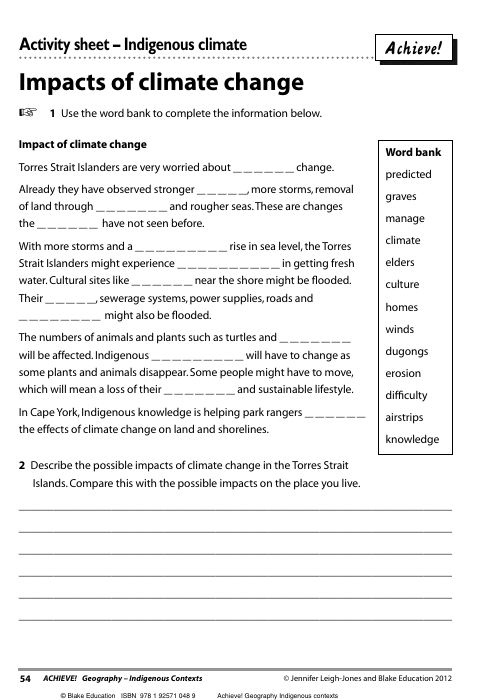 Activity sheet – Indigenous climate
Achieve!
Impacts of climate change
☞ 1 Use the word bank to complete the information below.
Impact of climate change
Torres Strait Islanders are very worried about _ _ _ _ _ _ _ change.
Already they have observed stronger _ _ _ _ _, more storms, removal
of land through _ _ _ _ _ _ _ and rougher seas. These are changes
the _ _ _ _ _ _ have not seen before.
With more storms and a _ _ _ _ _ _ _ _ _ rise in sea level, the Torres
Strait Islanders might experience _ _ _ _ _ _ _ _ _ _ in getting fresh
water. Cultural sites like _ _ _ _ _ _ near the shore might be flooded.
Their _ _ _ _ _, sewerage systems, power supplies, roads and
_ _ _ _ _ _ _ _ might also be flooded.
The numbers of animals and plants such as turtles and _ _ _ _ _ _ _
will be affected. Indigenous _ _ _ _ _ _ _ _ _ will have to change as
some plants and animals disappear. Some people might have to move,
which will mean a loss of their _ _ _ _ _ _ _ and sustainable lifestyle.
In Cape York, Indigenous knowledge is helping park rangers _ _ _ _ _ _
the effects of climate change on land and shorelines.
Word bank
predicted
graves
manage
climate
elders
culture
homes
winds
dugongs
erosion
difficulty
airstrips
knowledge
2 Describe the possible impacts of climate change in the Torres Strait
Islands. Compare this with the possible impacts on the place you live.
54 ACHIEVE! Geography – Indigenous Contexts
© Jennifer Leigh-Jones and Blake Education 2012
© Blake Education ISBN 978 1 92571 048 9 Achieve! Geography Indigenous contexts